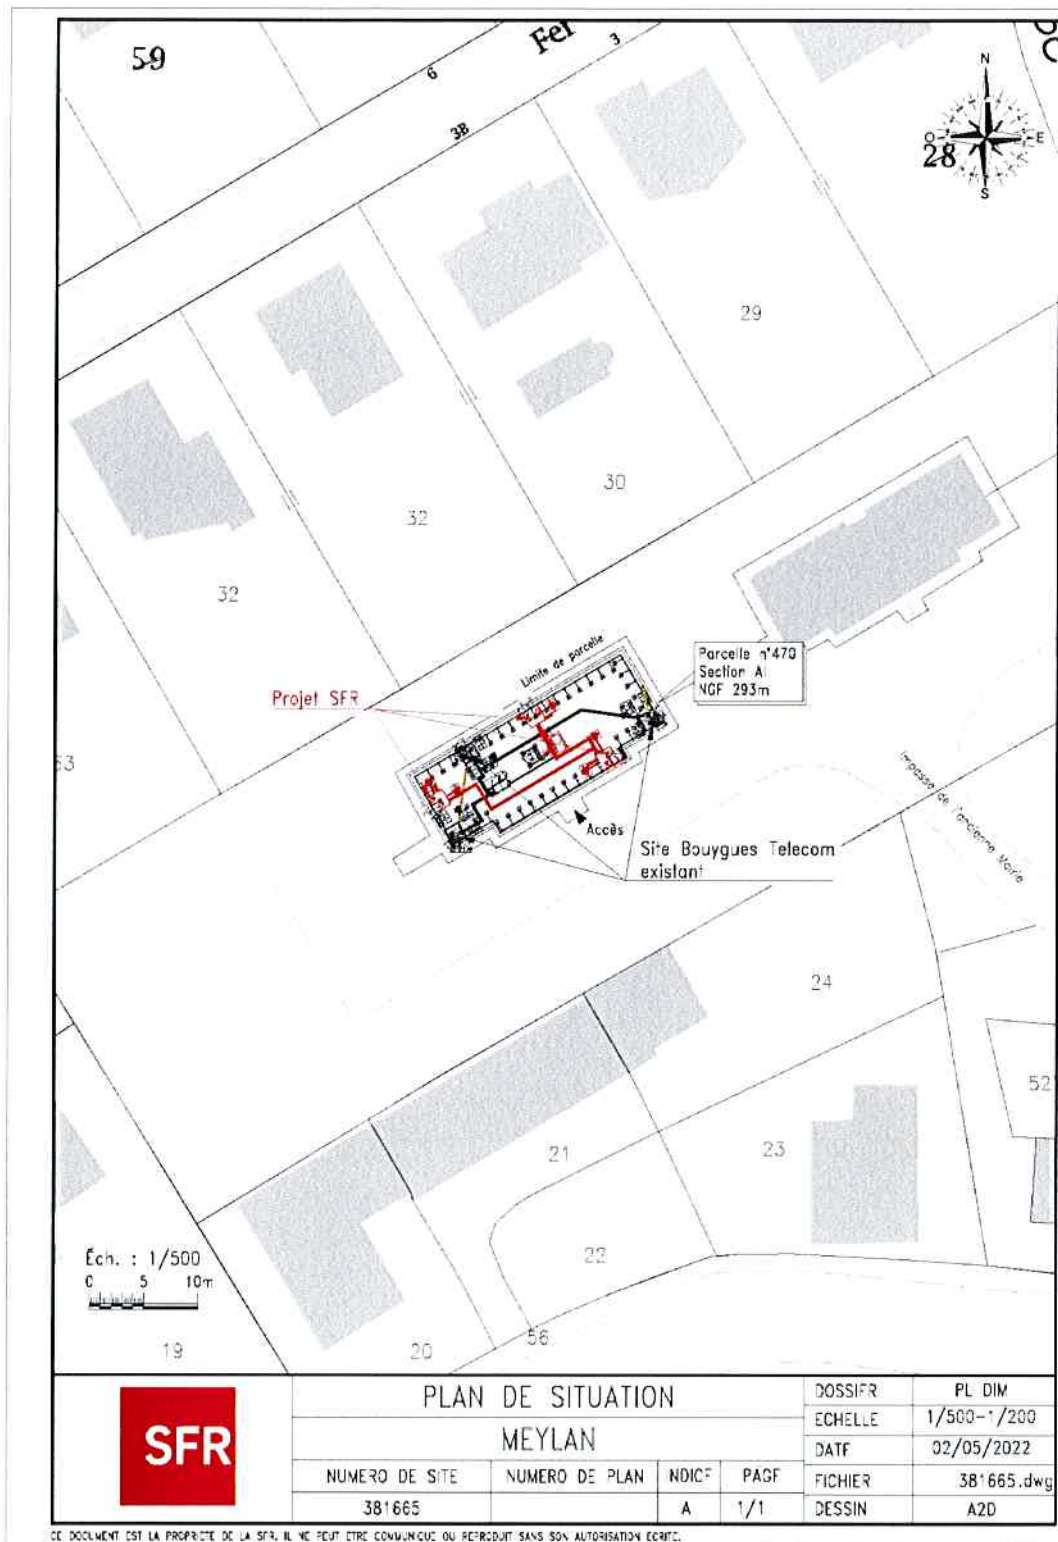 59
Fer
3
6
3B
N
O
E
28
S
29
30
32
32
Limite de parcelle
Parcelle n°470
Section AI
NGF 293m
Projet SFR
63
Accès
Site Bouygues Telecom
existant
Impasse de l'ancienne Mairie
24
52
21
23
22
Éch. : 1/500
0 5 10m
56
19
20
SFR
PLAN DE SITUATION
MEYLAN
NUMERO DE SITE
NUMERO DE PLAN
INDICE
PAGE
381665
A
1/1
DOSSIER
PL DIM
ECHELLE
1/500-1/200
DATE
02/05/2022
FICHIER
381665.dwg
DESSIN
A2D
CE DOCUMENT EST LA PROPRIETE DE LA SFR. IL NE PEUT ETRE COMMUNIQUE OU REPRODUIT SANS SON AUTORISATION ECRITE.